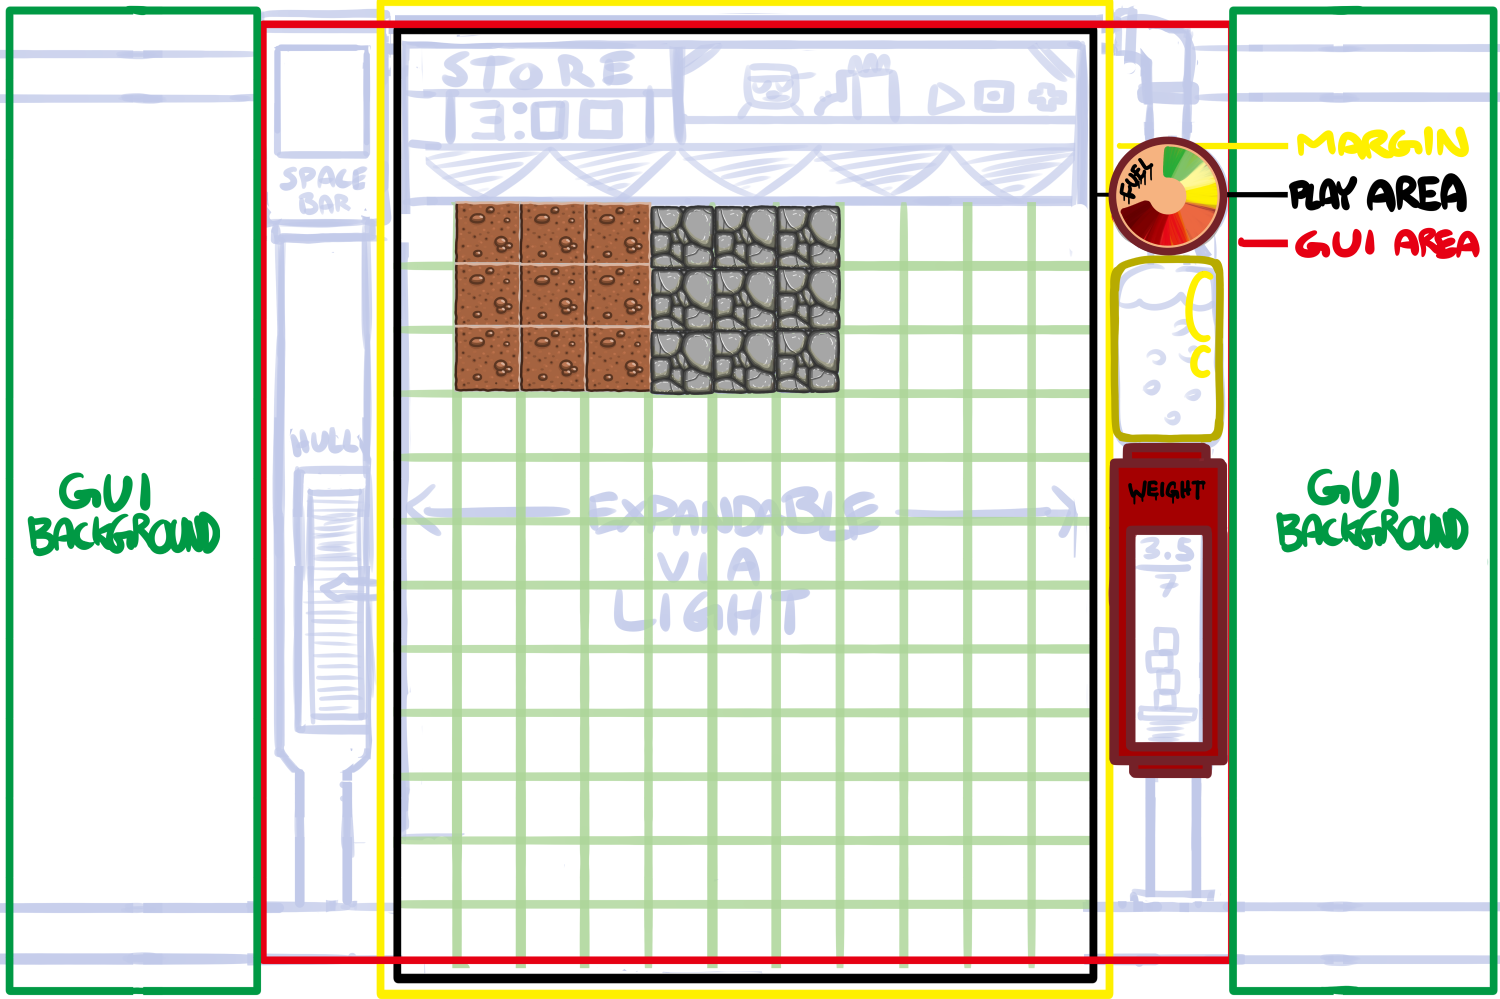 STORE
3:00
SPACE
BAR
FUEL
MARGIN
PLAY AREA
GUI AREA
HULL
GUI
BACKGROUND
EXPANDABLE
VIA
LIGHT
WEIGHT
3.5
7
GUI
BACKGROUND